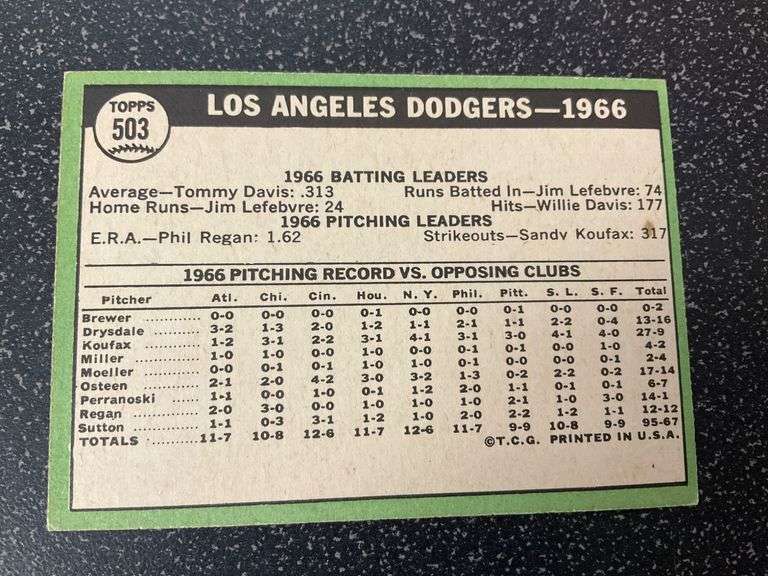 TOPPS
503
LOS ANGELES DODGERS—1966
1966 BATTING LEADERS
Average—Tommy Davis: .313 Runs Batted In—Jim Lefebvre: 74
Home Runs—Jim Lefebvre: 24 Hits—Willie Davis: 177
1966 PITCHING LEADERS
E.R.A.—Phil Regan: 1.62 Strikeouts—Sandy Koufax: 317
1966 PITCHING RECORD VS. OPPOSING CLUBS
Pitcher Atl. Chi. Cin. Hou. N. Y. Phil. Pitt. S. L. S. F. Total
Brewer .......... 0-0 0-0 0-0 0-1 0-0 0-0 0-1 0-0 0-0 0-2
Drysdale .......... 3-2 1-3 2-0 1-2 1-1 2-1 1-1 2-2 0-4 13-16
Koufax .......... 1-2 3-1 2-2 3-1 4-1 3-1 3-0 4-1 4-0 27-9
Miller .......... 1-0 1-0 0-0 1-0 0-0 0-1 0-1 0-0 1-0 4-2
Moeller .......... 0-0 0-1 0-1 1-0 1-0 0-1 0-0 0-0 0-1 2-4
Osteen .......... 2-1 2-0 4-2 3-0 3-2 1-3 0-2 2-2 0-2 17-14
Perranoski ...... 1-1 0-0 1-0 0-1 1-2 2-0 1-1 0-1 0-1 6-7
Regan .......... 2-0 3-0 0-0 1-0 1-0 1-0 1-0 2-1 3-0 14-1
Sutton .......... 1-1 0-3 3-1 1-2 1-0 2-0 2-2 1-2 1-1 12-12
TOTALS .......... 11-7 10-8 12-6 11-7 12-6 11-7 9-9 10-8 9-9 95-67
©T.C.G. PRINTED IN U.S.A.